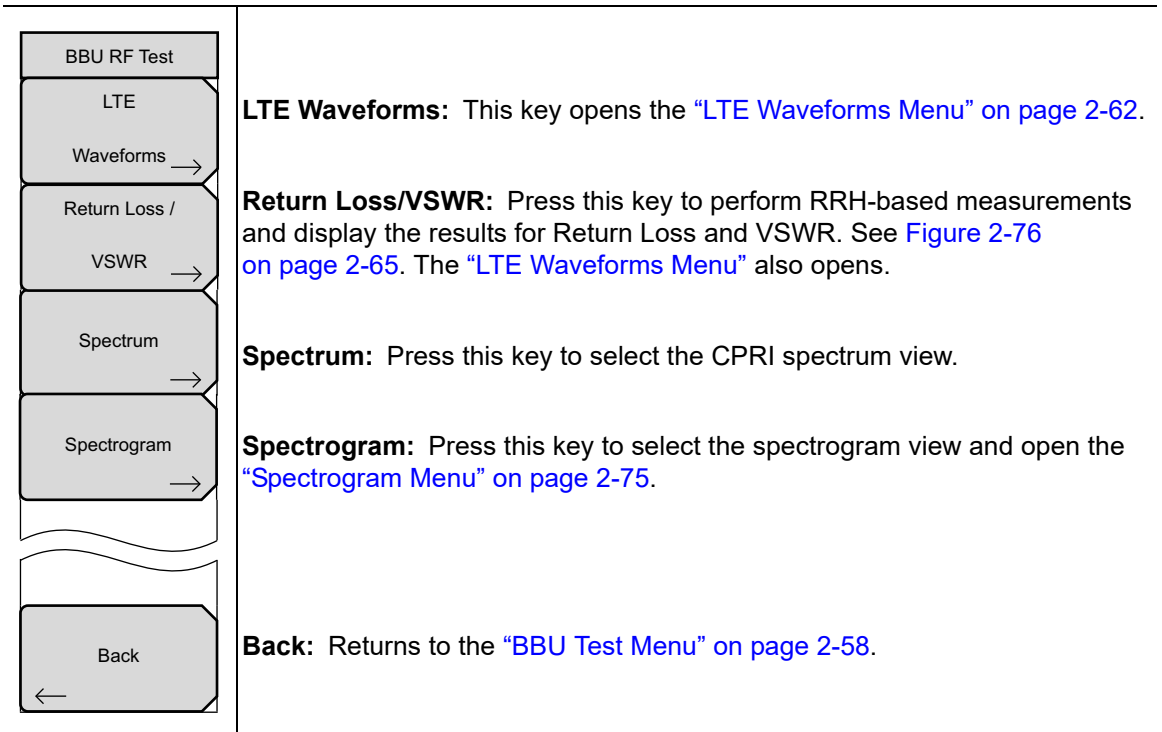 BBU RF Test
LTE
Waveforms
Return Loss /
VSWR
Spectrum
Spectrogram
Back
LTE Waveforms: This key opens the “LTE Waveforms Menu” on page 2-62.
Return Loss/VSWR: Press this key to perform RRH-based measurements
and display the results for Return Loss and VSWR. See Figure 2-76
on page 2-65. The “LTE Waveforms Menu” also opens.
Spectrum: Press this key to select the CPRI spectrum view.
Spectrogram: Press this key to select the spectrogram view and open the
“Spectrogram Menu” on page 2-75.
Back: Returns to the “BBU Test Menu” on page 2-58.